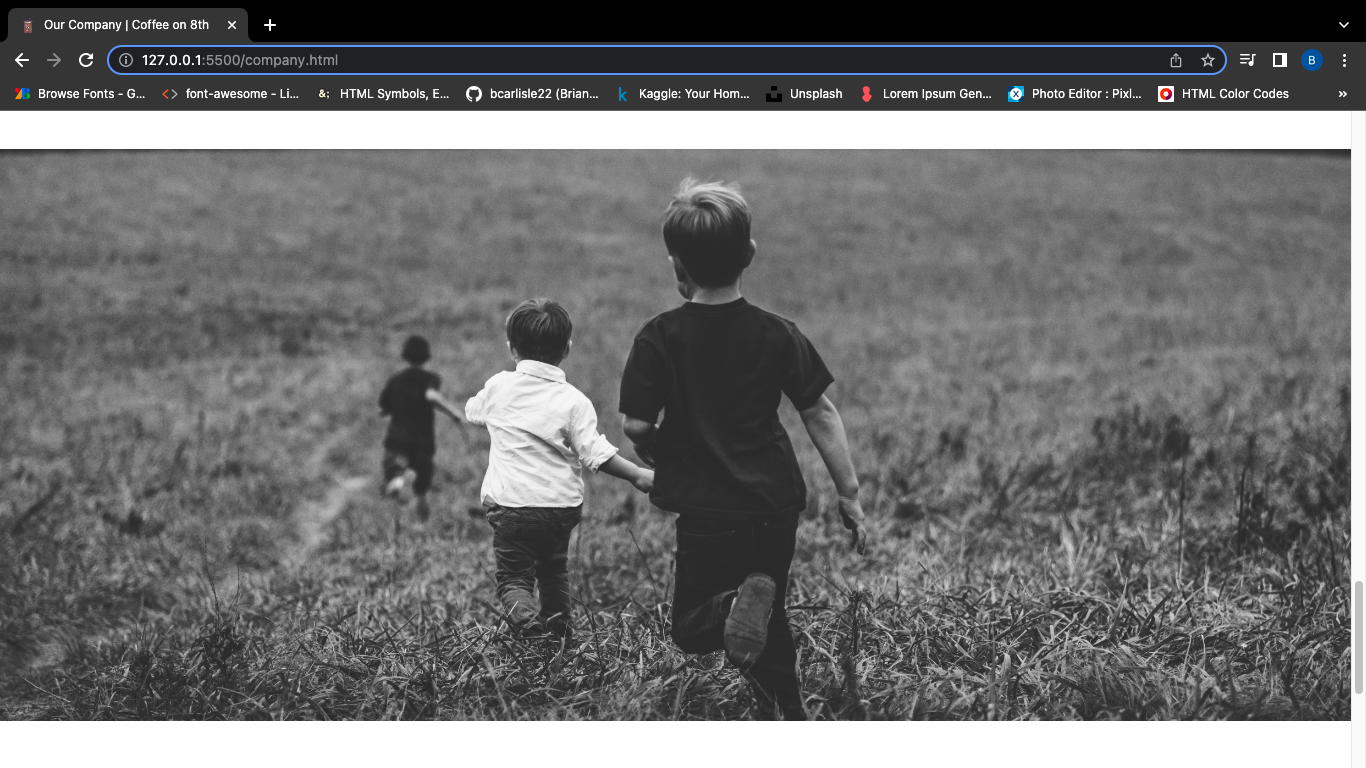 Our Company | Coffee on 8th
127.0.0.1:5500/company.html
B
Browse Fonts - G... font-awesome - Li... &; HTML Symbols, E... bcarlisle22 (Brian... k Kaggle: Your Hom... Unsplash Lorem Ipsum Gen... Photo Editor : Pixl... HTML Color Codes »